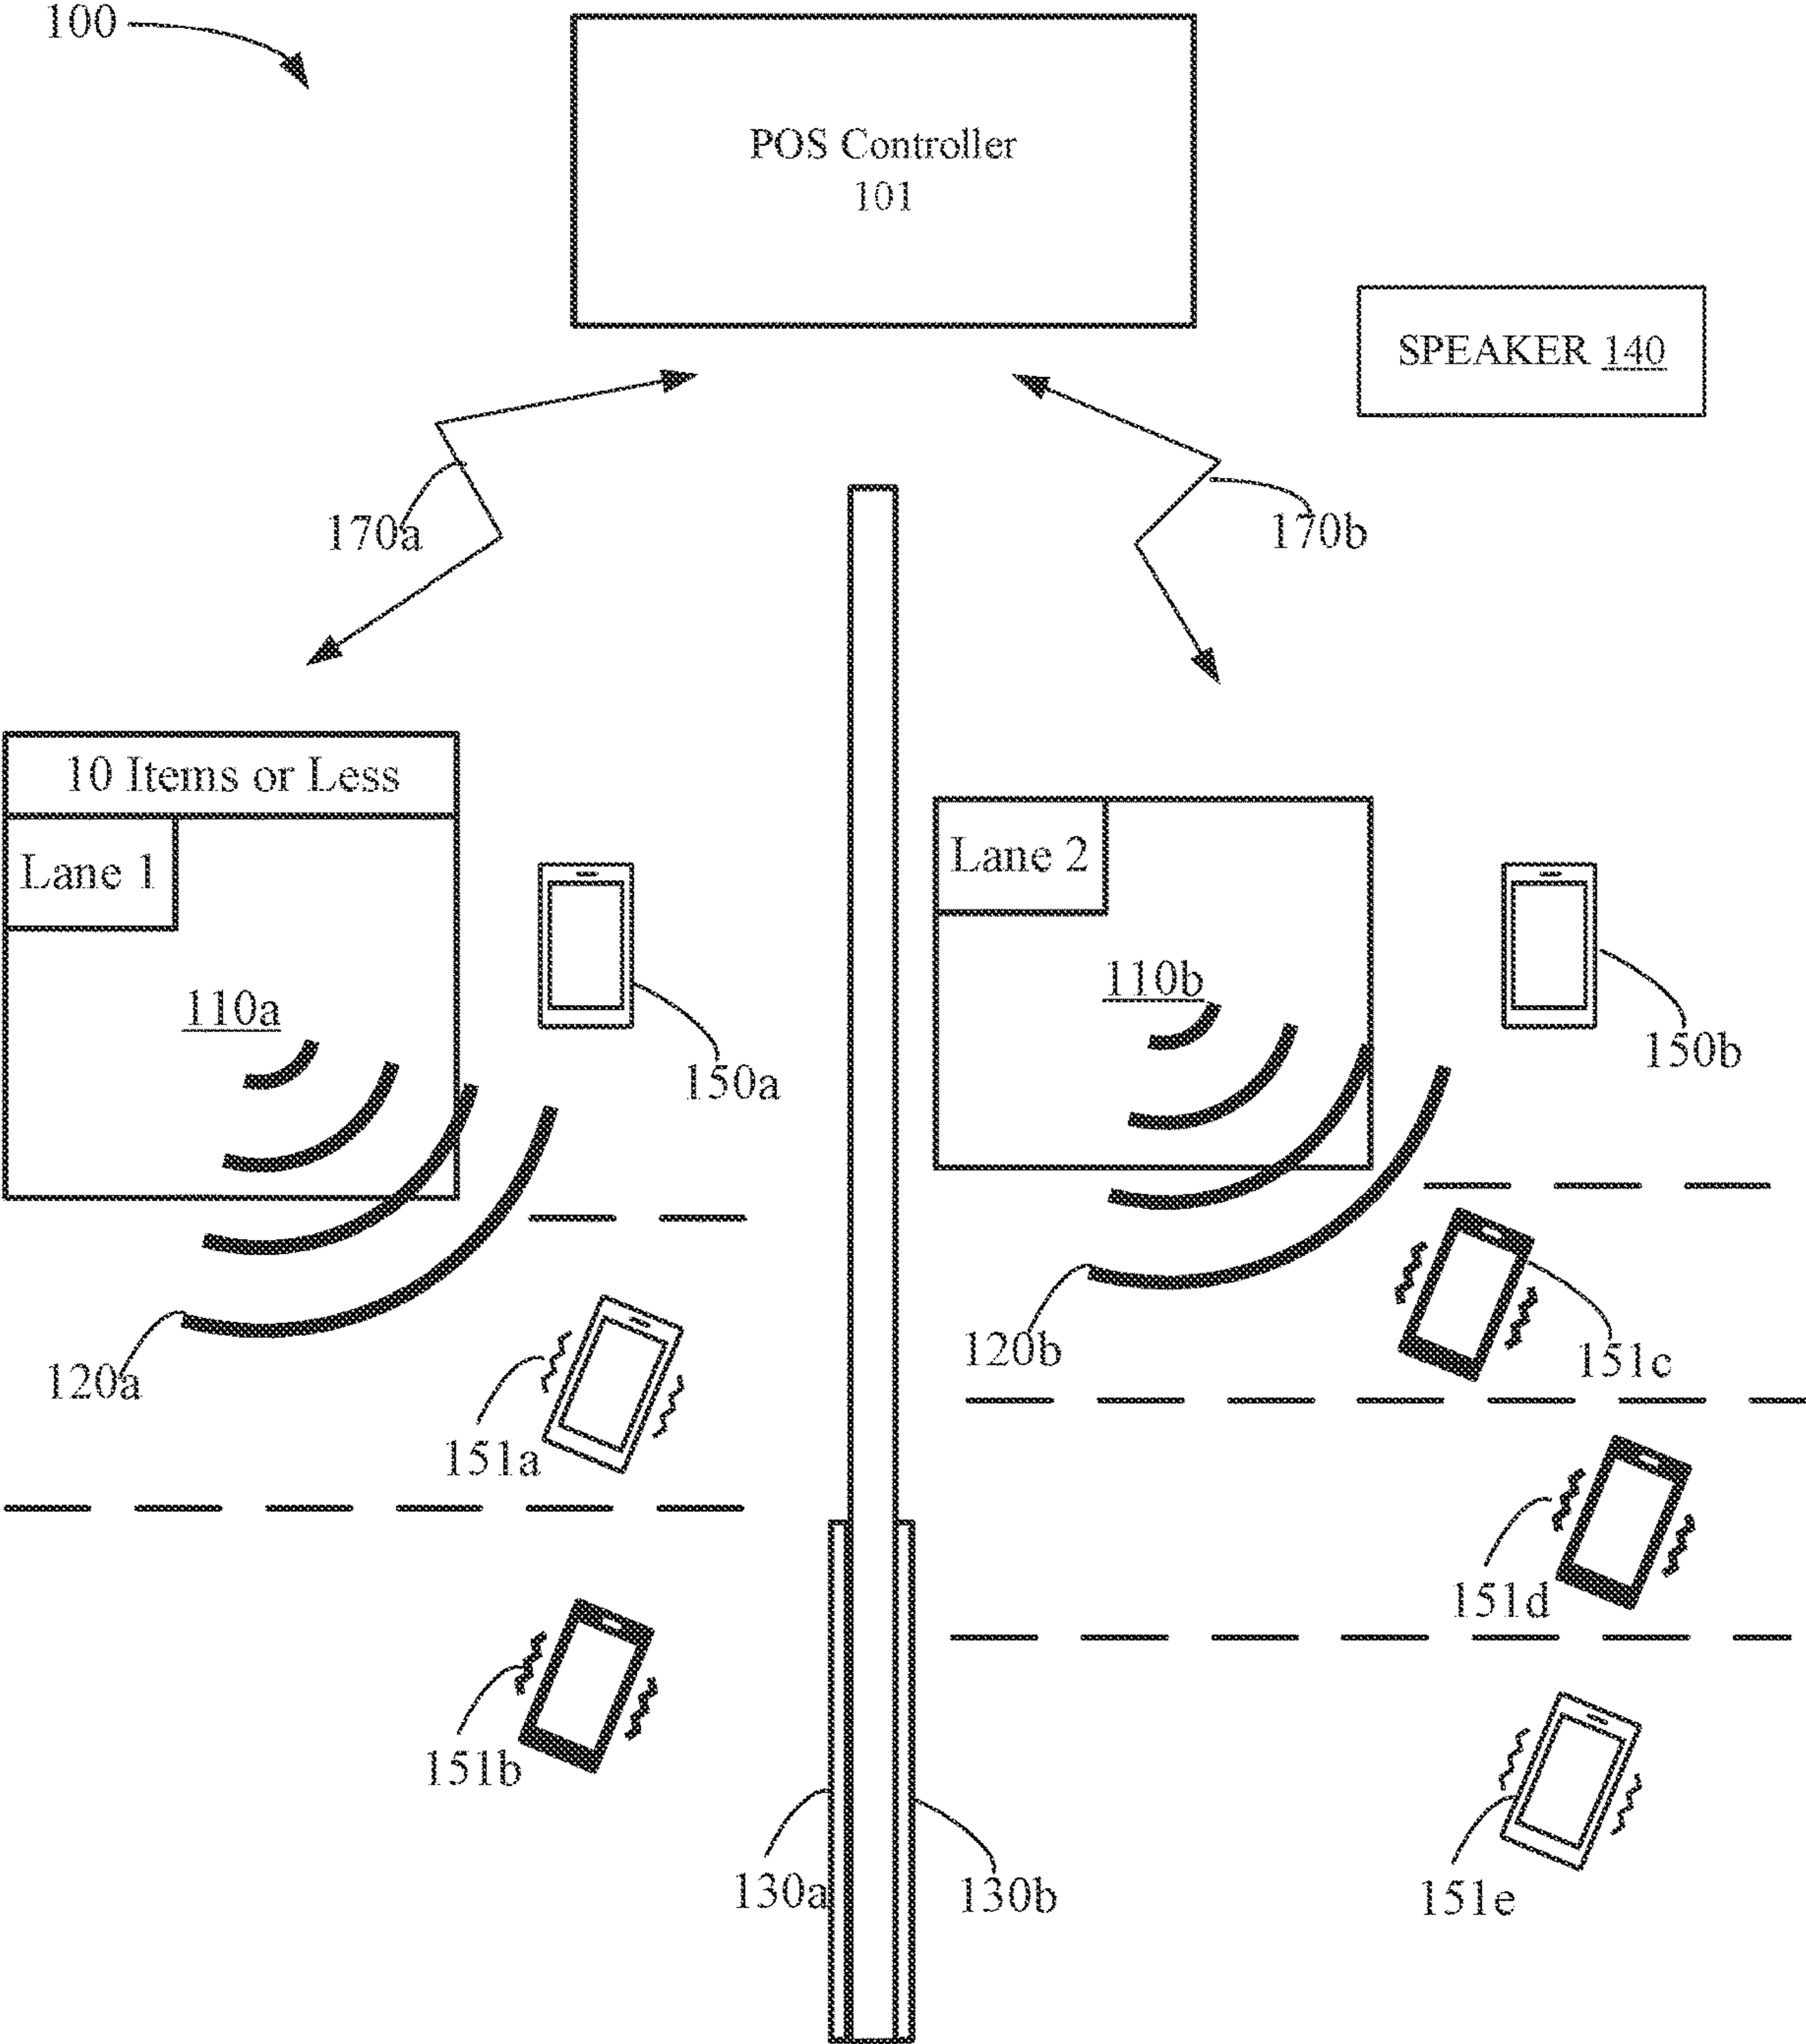 100
POS Controller
101
SPEAKER 140
170a
170b
10 Items or Less
Lane 1
Lane 2
110a
110b
150a
150b
120a
120b
151c
151a
151d
151b
130a
130b
151e